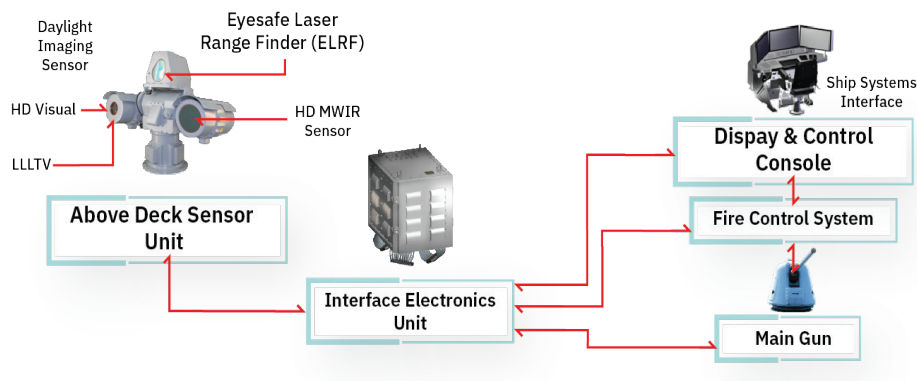 Daylight
Imaging
Sensor
Eyesafe Laser
Range Finder (ELRF)
HD Visual
LLLTV
HD MWIR
Sensor
Above Deck Sensor
Unit
Interface Electronics
Unit
Ship Systems
Interface
Dispay & Control
Console
Fire Control System
Main Gun